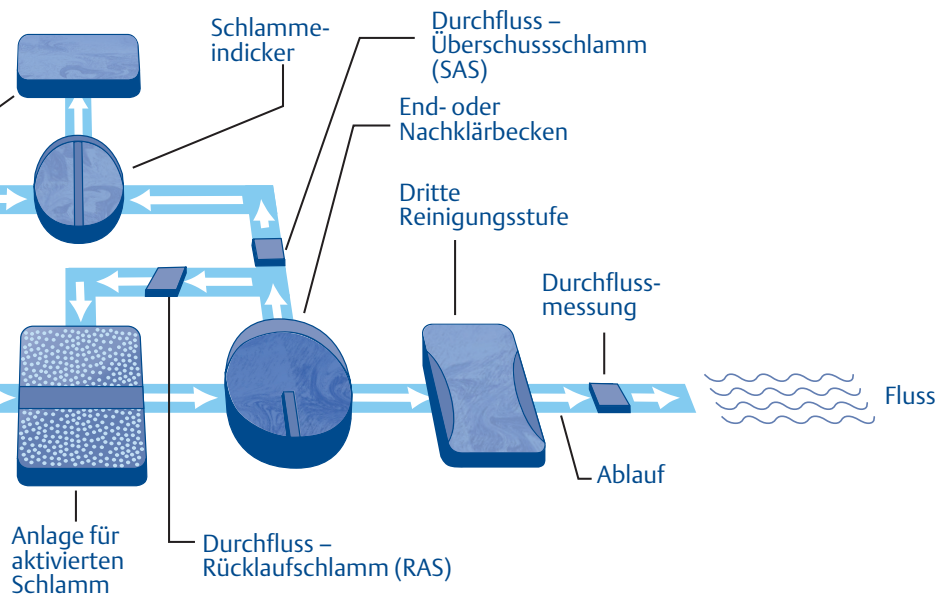 Schlamme-
indicker
Durchfluss –
Überschussschlamm
(SAS)
End- oder
Nachklärbecken
Dritte
Reinigungsstufe
Durchfluss-
messung
Fluss
Ablauf
Anlage für
aktivierten
Schlamm
Durchfluss –
Rücklaufschlamm (RAS)